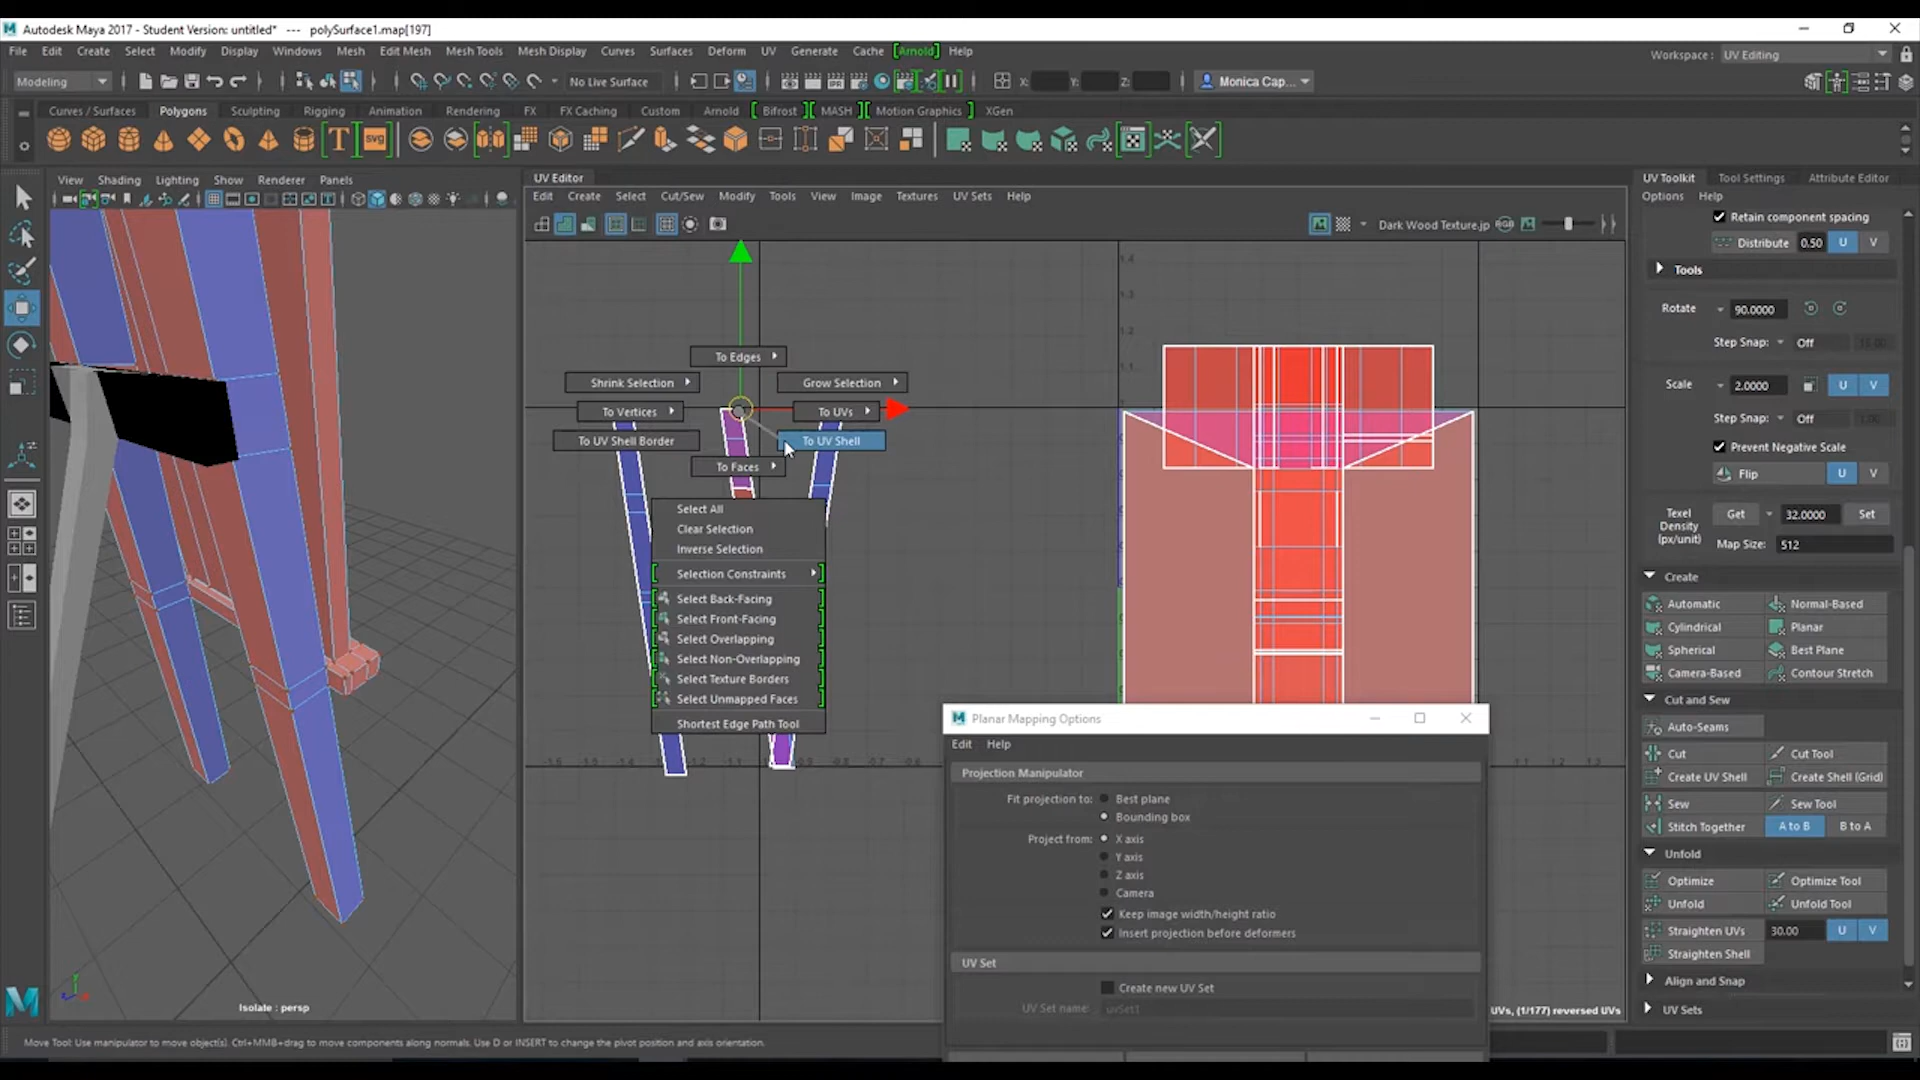 Autodesk Maya 2017 - Student Version: untitled* --- polySurface1.map[197]
File Edit Create Select Modify Display Windows Mesh Edit Mesh Mesh Tools Mesh Display Curves Surfaces Deform UV Generate Cache [Arnold] Help
Workspace : UV Editing
Modeling No Live Surface X: Y: Z: Monica Cap...
Curves / Surfaces Polygons Sculpting Rigging Animation Rendering FX FX Caching Custom Arnold [ Bifrost ] [ MASH ] [ Motion Graphics ] XGen
T svg
View Shading Lighting Show Renderer Panels
UV Editor
Edit Create Select Cut/Sew Modify Tools View Image Textures UV Sets Help
Dark Wood Texture.jp
To Edges
Shrink Selection Grow Selection
To Vertices To UVs
To UV Shell Border To UV Shell
To Faces
Select All
Clear Selection
Inverse Selection
Selection Constraints
Select Back-Facing
Select Front-Facing
Select Overlapping
Select Non-Overlapping
Select Texture Borders
Select Unmapped Faces
Shortest Edge Path Tool
Isolate : persp
Planar Mapping Options
Edit Help
Projection Manipulator
Fit projection to: Best plane
Bounding box
Project from: X axis
Y axis
Z axis
Camera
Keep image width/height ratio
Insert projection before deformers
UV Set
Create new UV Set
UV Set name: uvSet1
UVs, (1/177) reversed UVs
UV Toolkit Tool Settings Attribute Editor
Options Help
Retain component spacing
Distribute 0.50 U V
Tools
Rotate 90.0000
Step Snap: Off
Scale 2.0000 U V
Step Snap: Off
Prevent Negative Scale
Flip U V
Texel Density (px/unit) Get 32.0000 Set
Map Size: 512
Create
Automatic Normal-Based
Cylindrical Planar
Spherical Best Plane
Camera-Based Contour Stretch
Cut and Sew
Auto-Seams
Cut Cut Tool
Create UV Shell Create Shell (Grid)
Sew Sew Tool
Stitch Together A to B B to A
Unfold
Optimize Optimize Tool
Unfold Unfold Tool
Straighten UVs 30.00 U V
Straighten Shell
Align and Snap
UV Sets
Move Tool: Use manipulator to move object(s). Ctrl+MMB+drag to move components along normals. Use D or INSERT to change the pivot position and axis orientation.